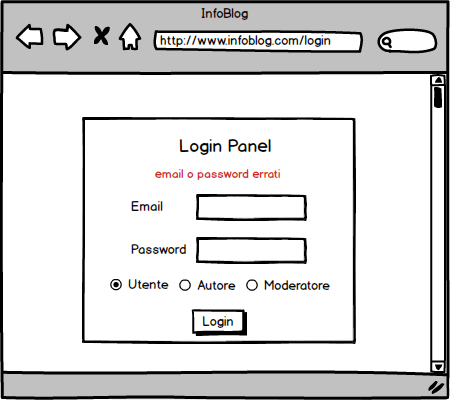 InfoBlog
http://www.infoblog.com/login
Login Panel
email o password errati
Email
Password
Utente Autore Moderatore
Login